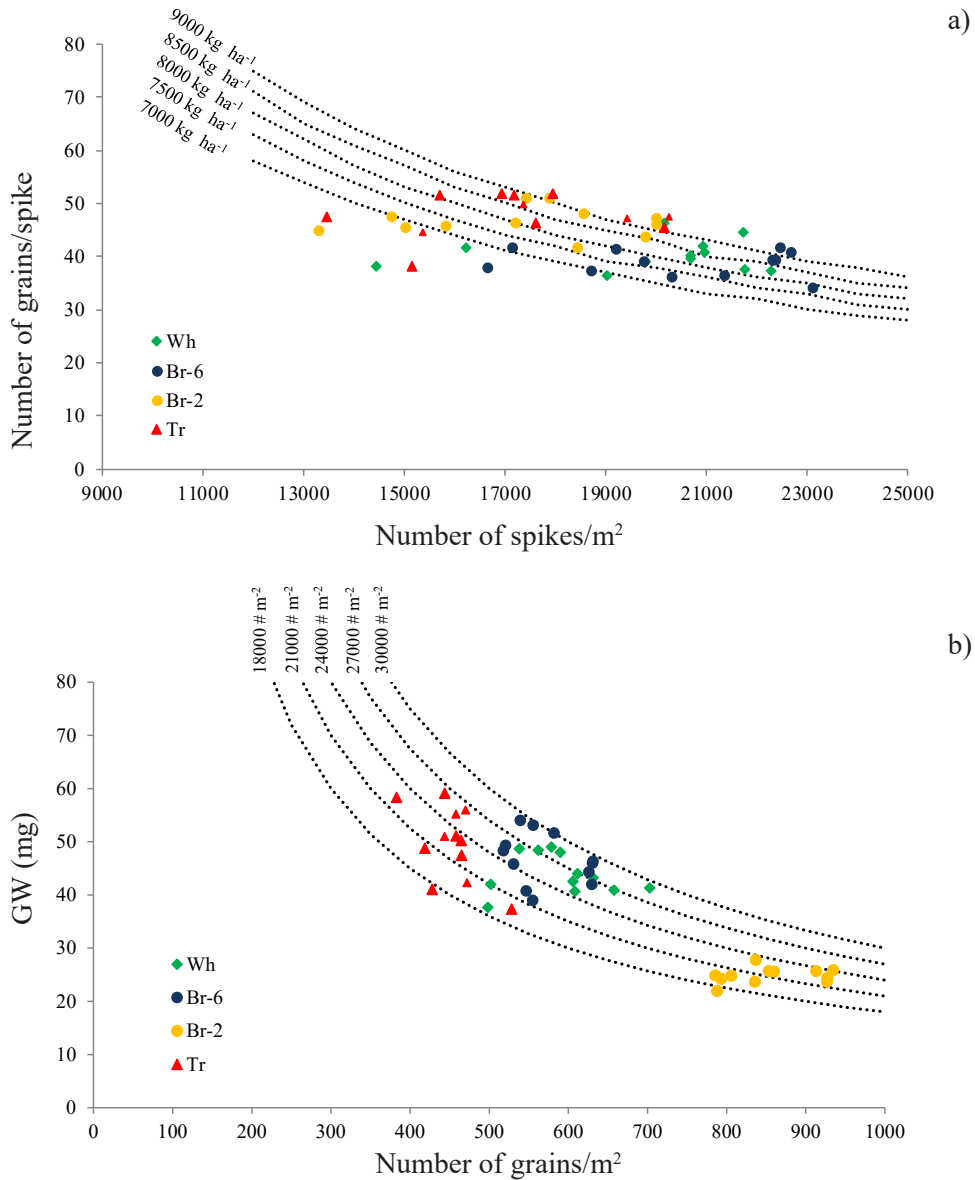 a)
9000 kg ha⁻¹
8500 kg ha⁻¹
8000 kg ha⁻¹
7500 kg ha⁻¹
7000 kg ha⁻¹
80
70
60
50
40
30
20
10
0
Number of grains/spike
Wh
Br-6
Br-2
Tr
9000 11000 13000 15000 17000 19000 21000 23000 25000
Number of spikes/m²
b)
18000 # m⁻²
21000 # m⁻²
24000 # m⁻²
27000 # m⁻²
30000 # m⁻²
80
70
60
50
40
30
20
10
0
GW (mg)
Wh
Br-6
Br-2
Tr
0 100 200 300 400 500 600 700 800 900 1000
Number of grains/m²